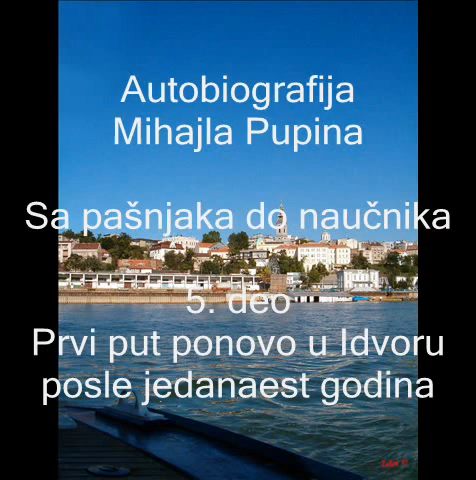 Autobiografija
Mihajla Pupina
Sa pašnjaka do naučnika
5. deo
Prvi put ponovo u Idvoru
posle jedanaest godina